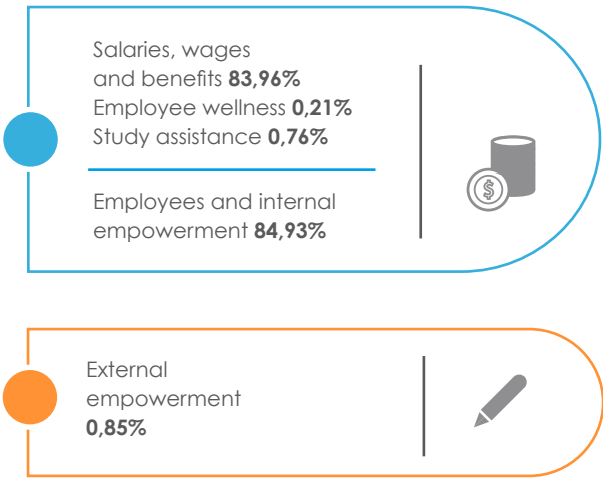 Salaries, wages
and benefits 83,96%
Employee wellness 0,21%
Study assistance 0,76%
Employees and internal
empowerment 84,93%
$
External
empowerment
0,85%